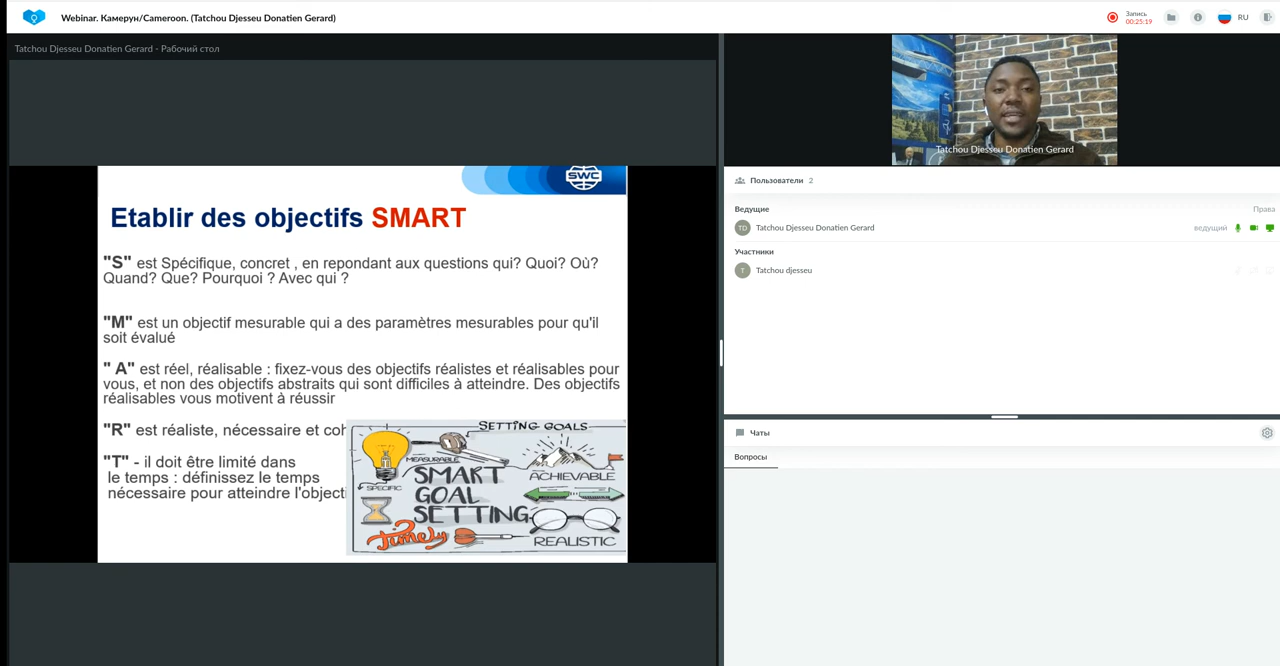 Webinar. Камерун/Cameroon. (Tatchou Djesseu Donatien Gerard)
Запись
00:25:19
RU
Tatchou Djesseu Donatien Gerard - Рабочий стол
SWC
Etablir des objectifs SMART
"S" est Spécifique, concret , en repondant aux questions qui? Quoi? Où?
Quand? Que? Pourquoi ? Avec qui ?
"M" est un objectif mesurable qui a des paramètres mesurables pour qu'il
soit évalué
" A" est réel, réalisable : fixez-vous des objectifs réalistes et réalisables pour
vous, et non des objectifs abstraits qui sont difficiles à atteindre. Des objectifs
réalisables vous motivent à réussir
"R" est réaliste, nécessaire et coh
"T" - il doit être limité dans
le temps : définissez le temps
nécessaire pour atteindre l'objecti
SETTING GOALS
MEASURABLE
SPECIFIC
SMART
GOAL
SETTING
ACHIEVABLE
Timely
REALISTIC
Tatchou Djesseu Donatien Gerard
Пользователи 2
Ведущие
Права
TD
Tatchou Djesseu Donatien Gerard
ведущий
Участники
T
Tatchou djesseu
Чаты
Вопросы